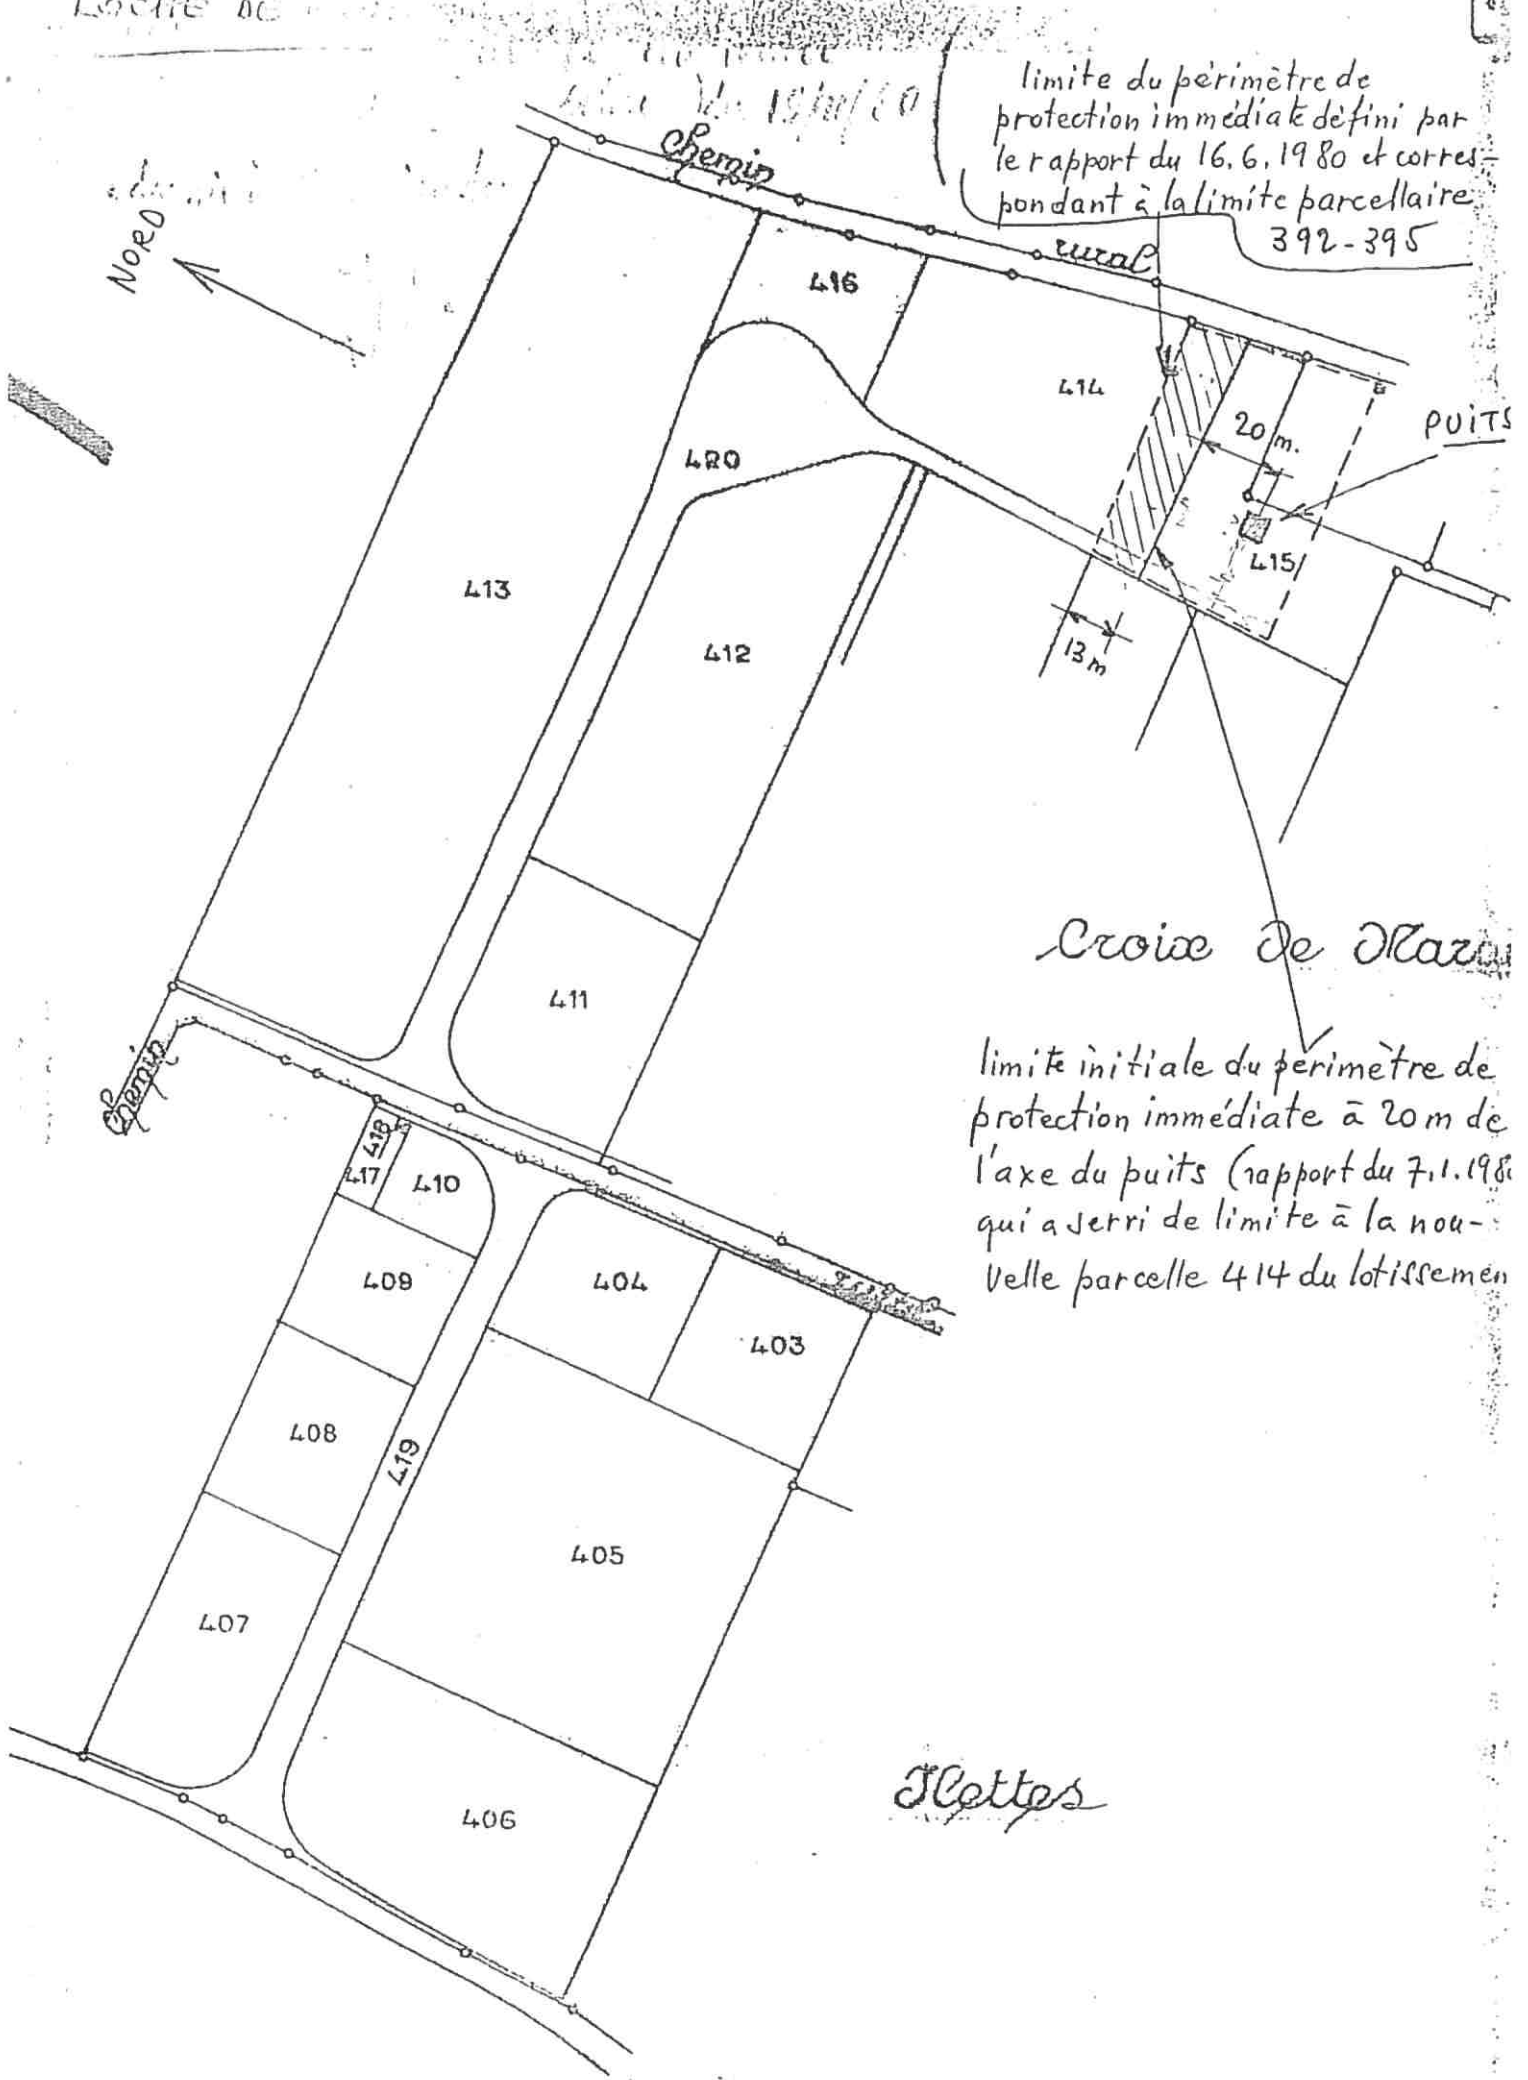 limite du périmètre de
protection immédiate défini par
le rapport du 16.6.1980 et corres-
pondant à la limite parcellaire
392-395
Chemin
rural
NORD
416
414
20 m.
PUITS
420
415
413
412
13 m
Croix de
411
limite initiale du périmètre de
protection immédiate à 20 m de
l'axe du puits (rapport du 7.1.198
qui a servi de limite à la nou-
velle parcelle 414 du lotissemen
Chemin
418
417
410
409
404
403
408
419
405
407
406